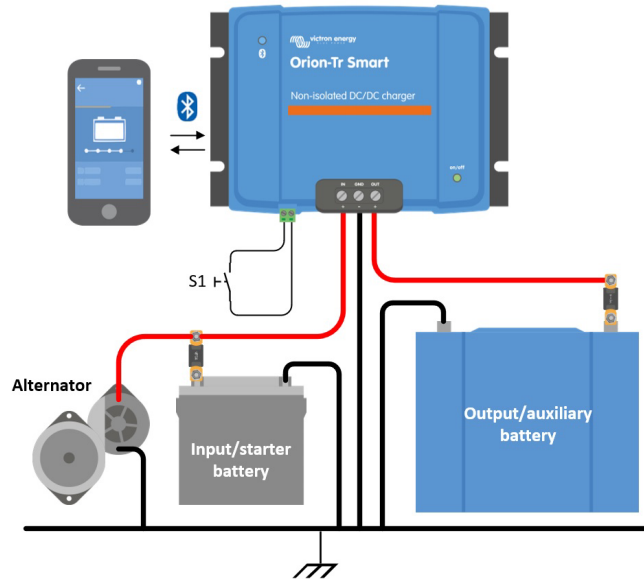 victron energy
Orion-Tr Smart
Non-isolated DC/DC charger
on/off
IN GND OUT
+ - +
S1
Alternator
Input/starter
battery
Output/auxiliary
battery